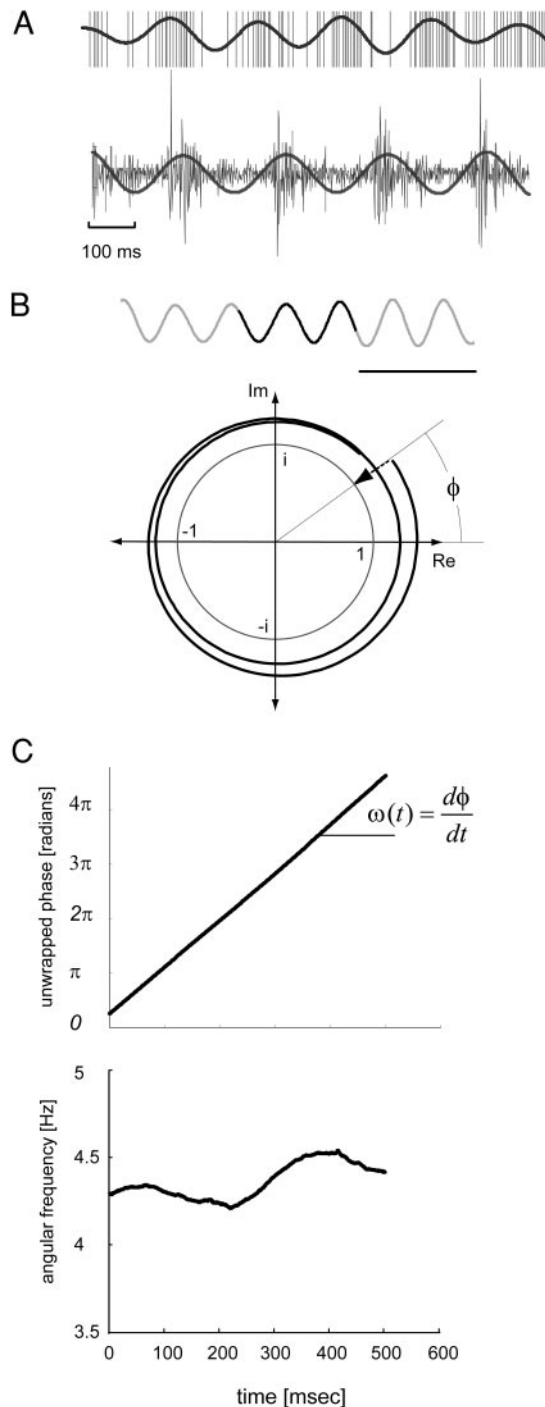 A
100 ms
B
Im
i
ϕ
-1
1
Re
-i
C
unwrapped phase [radians]
4π
3π
2π
π
0
ω(t) = dϕ/dt
angular frequency [Hz]
5
4.5
4
3.5
0 100 200 300 400 500 600
time [msec]